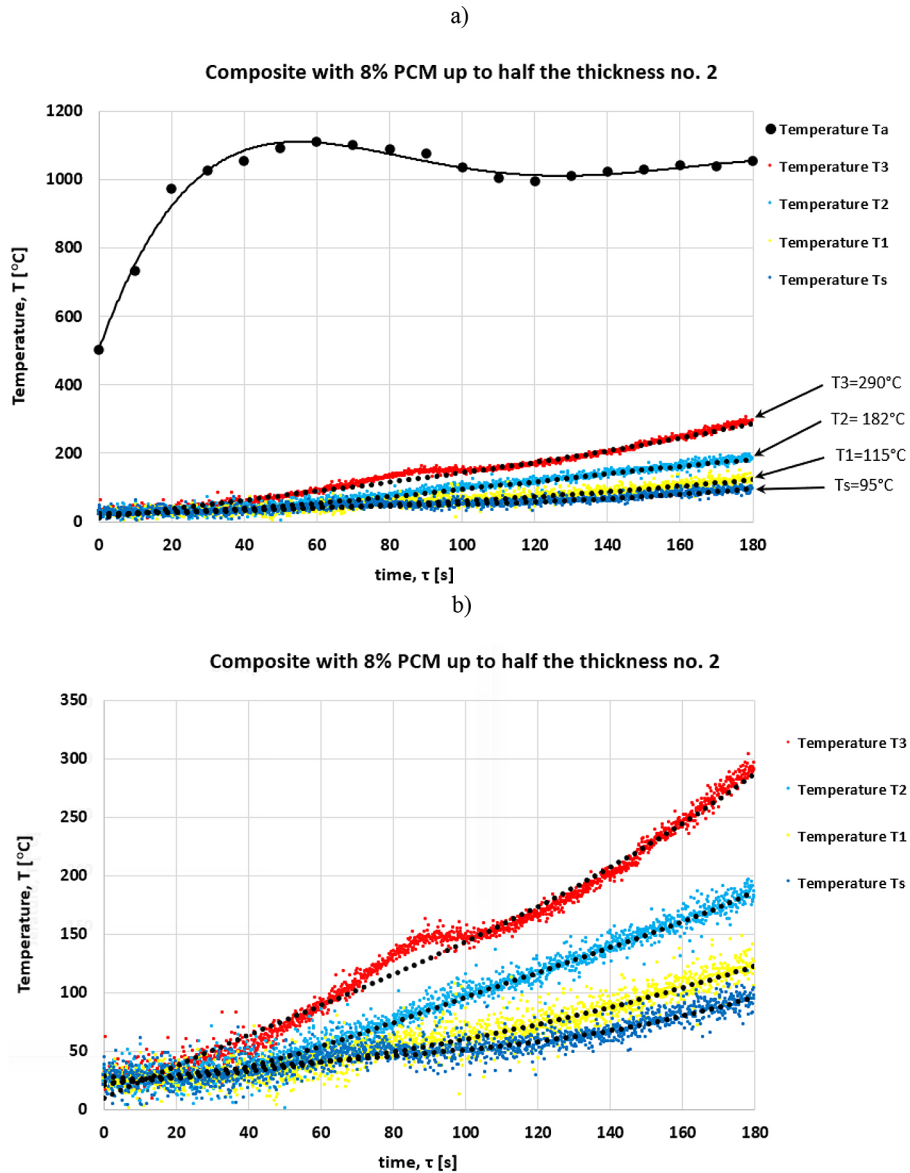 a)
Composite with 8% PCM up to half the thickness no. 2
Temperature, T [°C]
1200
1000
800
600
400
200
0
0 20 40 60 80 100 120 140 160 180
time, τ [s]
Temperature Ta
Temperature T3
Temperature T2
Temperature T1
Temperature Ts
T3=290°C
T2= 182°C
T1=115°C
Ts=95°C
b)
Composite with 8% PCM up to half the thickness no. 2
Temperature, T [°C]
350
300
250
200
150
100
50
0
0 20 40 60 80 100 120 140 160 180
time, τ [s]
Temperature T3
Temperature T2
Temperature T1
Temperature Ts